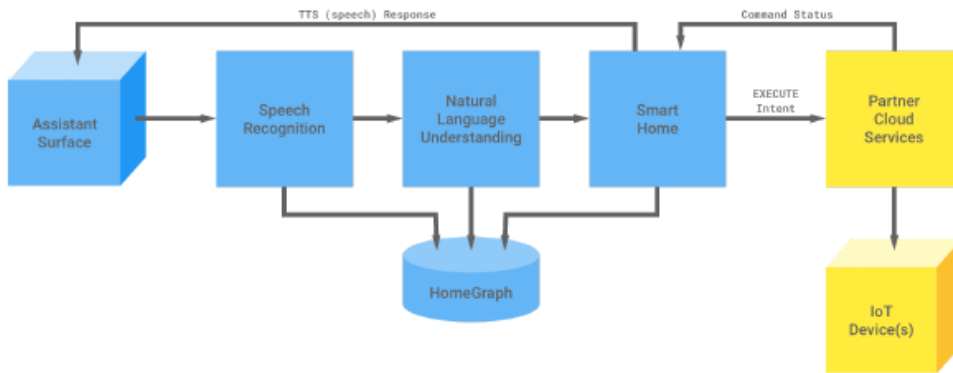 TTS (speech) Response
Command Status
Assistant
Surface
Speech
Recognition
Natural
Language
Understanding
Smart
Home
EXECUTE
Intent
Partner
Cloud
Services
HomeGraph
IoT
Device(s)